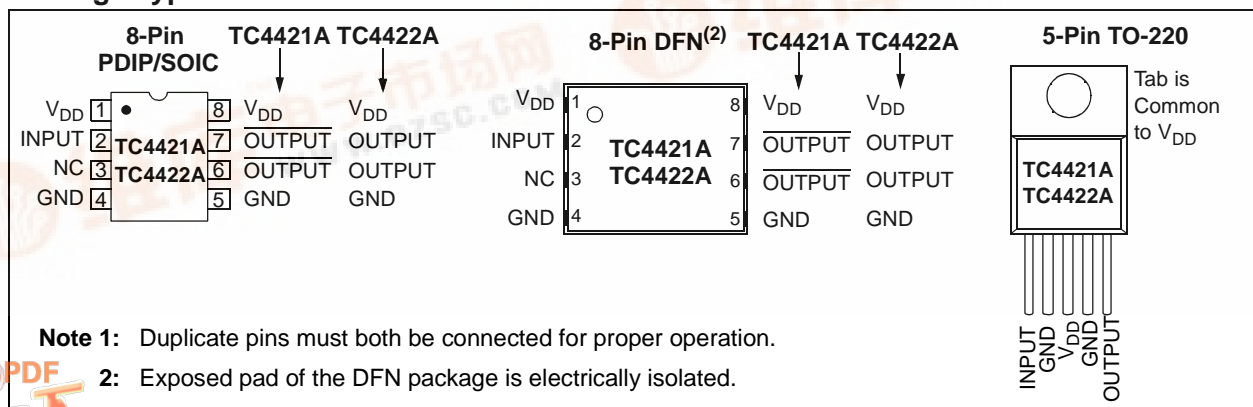 8-Pin
PDIP/SOIC
TC4421A TC4422A
VDD 1
INPUT 2
NC 3
GND 4
TC4421A
TC4422A
8 VDD VDD
7 OUTPUT OUTPUT
6 OUTPUT OUTPUT
5 GND GND
8-Pin DFN(2)
TC4421A TC4422A
VDD 1
INPUT 2
NC 3
GND 4
TC4421A
TC4422A
8 VDD VDD
7 OUTPUT OUTPUT
6 OUTPUT OUTPUT
5 GND GND
5-Pin TO-220
Tab is
Common
to VDD
TC4421A
TC4422A
INPUT
GND
VDD
GND
OUTPUT
Note 1: Duplicate pins must both be connected for proper operation.
2: Exposed pad of the DFN package is electrically isolated.
PDF